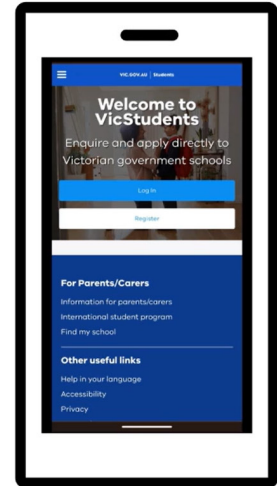 VIC.GOV.AU | Students
Welcome to
VicStudents
Enquire and apply directly to
Victorian government schools
Log In
Register
For Parents/Carers
Information for parents/carers
International student program
Find my school
Other useful links
Help in your language
Accessibility
Privacy